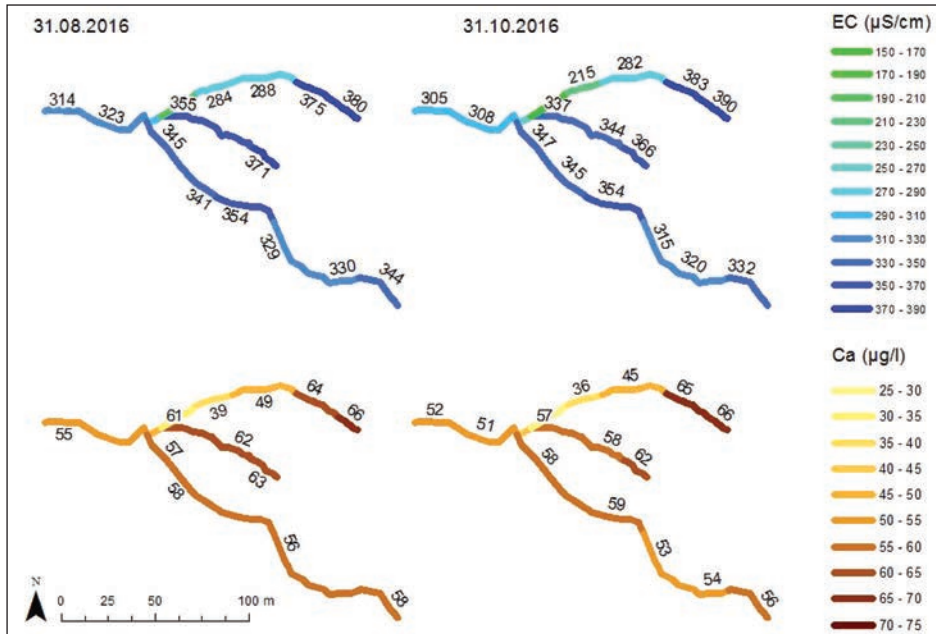 31.08.2016
31.10.2016
EC (µS/cm)
314
323
355
284
288
375
380
345
371
341
354
329
330
344
305
308
337
215
282
383
390
347
344
366
345
354
315
320
332
150 - 170
170 - 190
190 - 210
210 - 230
230 - 250
250 - 270
270 - 290
290 - 310
310 - 330
330 - 350
350 - 370
370 - 390
Ca (µg/l)
55
61
39
49
64
66
57
62
63
58
56
58
52
51
57
36
45
65
66
58
58
62
59
53
54
56
25 - 30
30 - 35
35 - 40
40 - 45
45 - 50
50 - 55
55 - 60
60 - 65
65 - 70
70 - 75
N
0 25 50 100 m